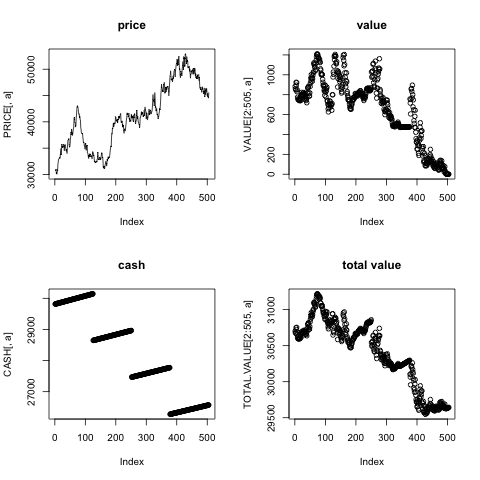 price
PRICE[, a]
30000 40000 50000
0 100 200 300 400 500
Index
value
VALUE[2:505, a]
0 200 600 1000
0 100 200 300 400 500
Index
cash
CASH[, a]
27000 29000
0 100 200 300 400 500
Index
total value
TOTAL.VALUE[2:505, a]
29500 30000 30500 31000
0 100 200 300 400 500
Index